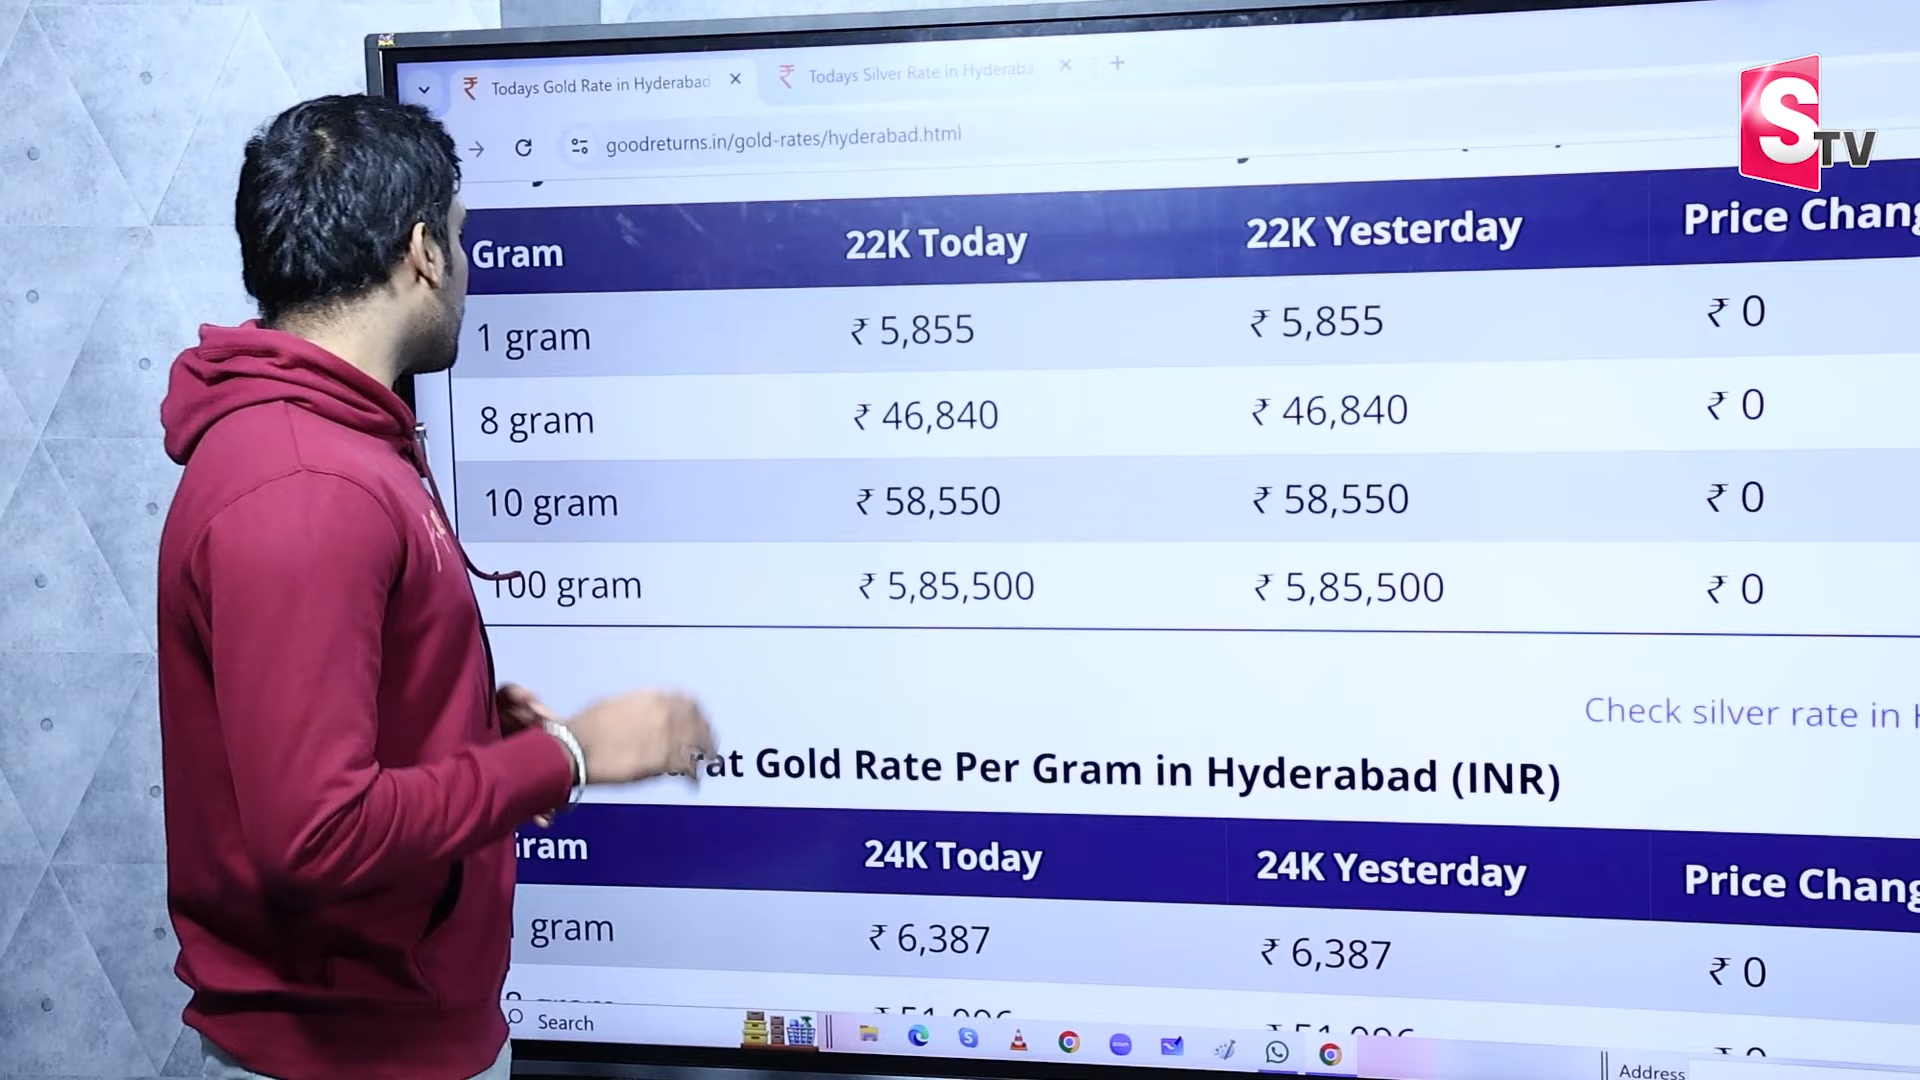 Todays Gold Rate in Hyderabad
Todays Silver Rate in Hyderaba
goodreturns.in/gold-rates/hyderabad.html
S TV
Gram 22K Today 22K Yesterday Price Chang
1 gram ₹ 5,855 ₹ 5,855 ₹ 0
8 gram ₹ 46,840 ₹ 46,840 ₹ 0
10 gram ₹ 58,550 ₹ 58,550 ₹ 0
100 gram ₹ 5,85,500 ₹ 5,85,500 ₹ 0
Check silver rate in
Gold Rate Per Gram in Hyderabad (INR)
Gram 24K Today 24K Yesterday Price Chang
1 gram ₹ 6,387 ₹ 6,387 ₹ 0
Search
zoom
Address